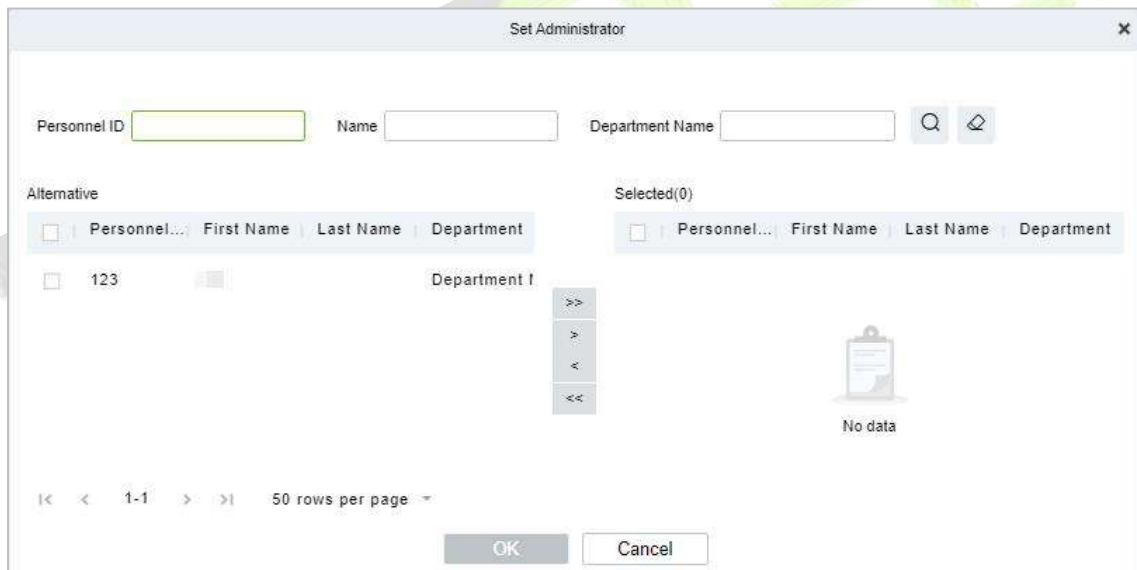 Set Administrator
Personnel ID Name Department Name
Alternative Selected(0)
Personnel... First Name Last Name Department Personnel... First Name Last Name Department
123 Department
>>
>
<
<<
No data
1-1 50 rows per page
OK Cancel